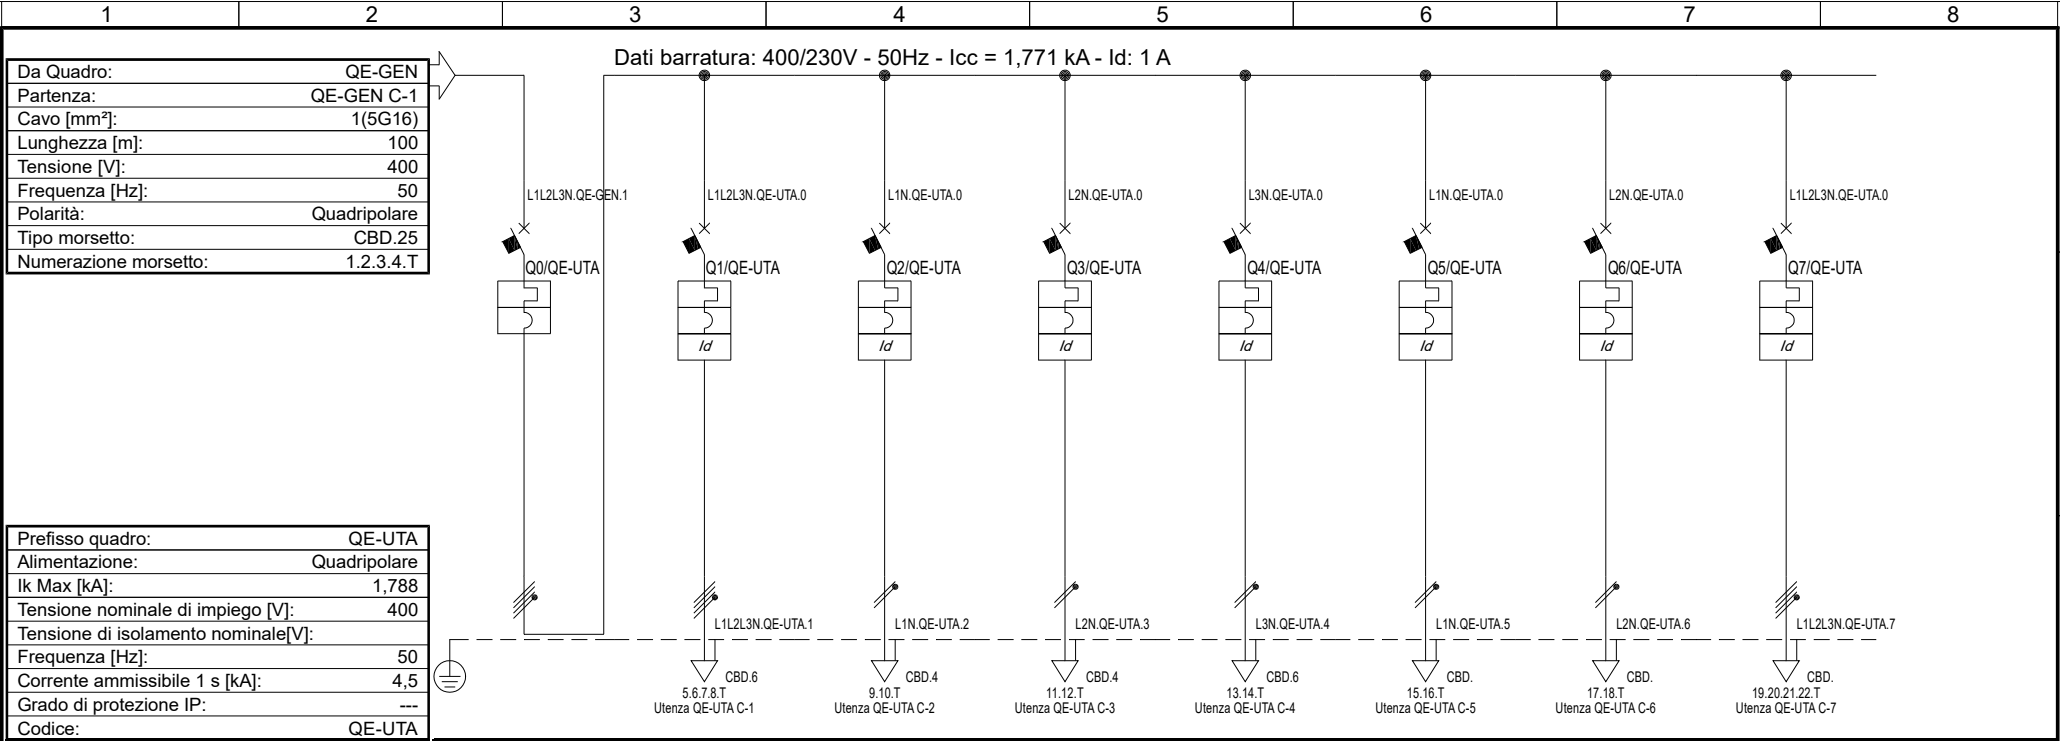 1 2 3 4 5 6 7 8
Dati barratura: 400/230V - 50Hz - Icc = 1,771 kA - Id: 1 A
Da Quadro: QE-GEN
Partenza: QE-GEN C-1
Cavo [mm²]: 1(5G16)
Lunghezza [m]: 100
Tensione [V]: 400
Frequenza [Hz]: 50
Polarità: Quadripolare
Tipo morsetto: CBD.25
Numerazione morsetto: 1.2.3.4.T
L1L2L3N.QE-GEN.1 L1L2L3N.QE-UTA.0 L1N.QE-UTA.0 L2N.QE-UTA.0 L3N.QE-UTA.0 L1N.QE-UTA.0 L2N.QE-UTA.0 L1L2L3N.QE-UTA.0
Q0/QE-UTA Q1/QE-UTA Q2/QE-UTA Q3/QE-UTA Q4/QE-UTA Q5/QE-UTA Q6/QE-UTA Q7/QE-UTA
Id Id Id Id Id Id Id
Prefisso quadro: QE-UTA
Alimentazione: Quadripolare
Ik Max [kA]: 1,788
Tensione nominale di impiego [V]: 400
Tensione di isolamento nominale[V]:
Frequenza [Hz]: 50
Corrente ammissibile 1 s [kA]: 4,5
Grado di protezione IP: ---
Codice: QE-UTA
L1L2L3N.QE-UTA.1 L1N.QE-UTA.2 L2N.QE-UTA.3 L3N.QE-UTA.4 L1N.QE-UTA.5 L2N.QE-UTA.6 L1L2L3N.QE-UTA.7
CBD.6 CBD.4 CBD.4 CBD.6 CBD. CBD. CBD.
5.6.7.8.T 9.10.T 11.12.T 13.14.T 15.16.T 17.18.T 19.20.21.22.T
Utenza QE-UTA C-1 Utenza QE-UTA C-2 Utenza QE-UTA C-3 Utenza QE-UTA C-4 Utenza QE-UTA C-5 Utenza QE-UTA C-6 Utenza QE-UTA C-7